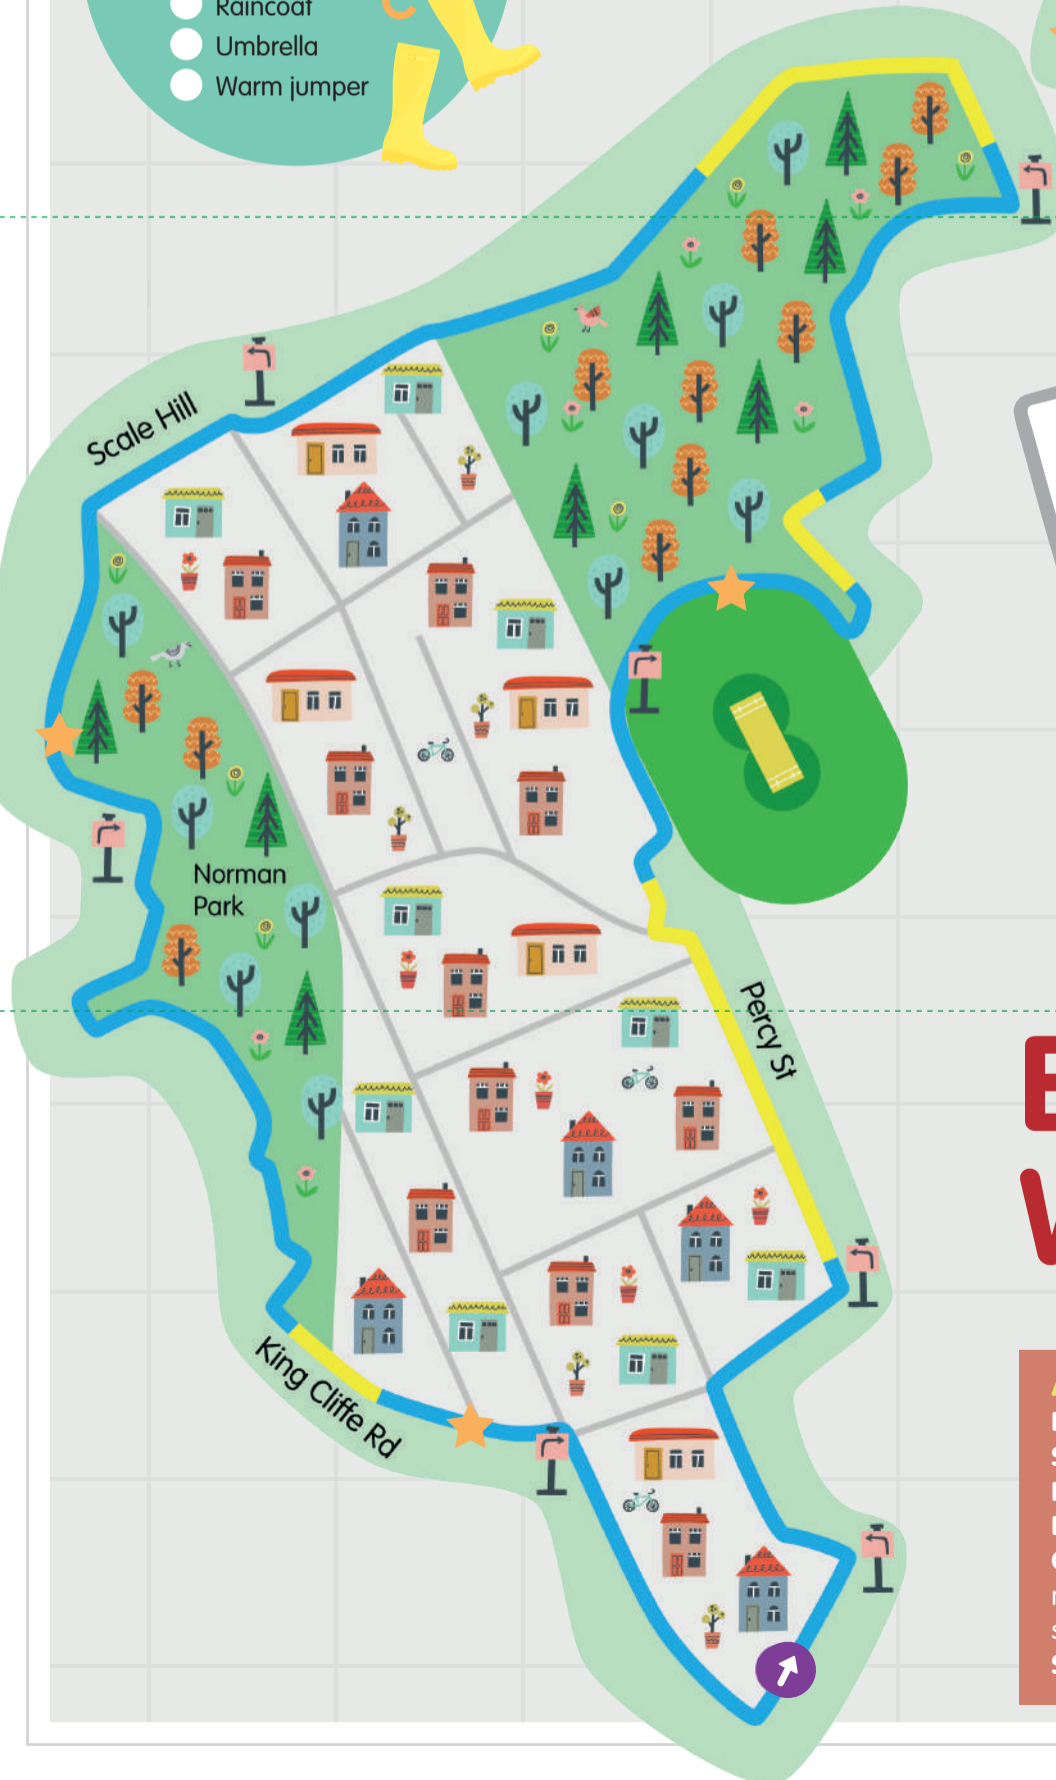 Raincoat
Umbrella
Warm jumper
Scale Hill
Norman
Park
Percy St
King Cliffe Rd